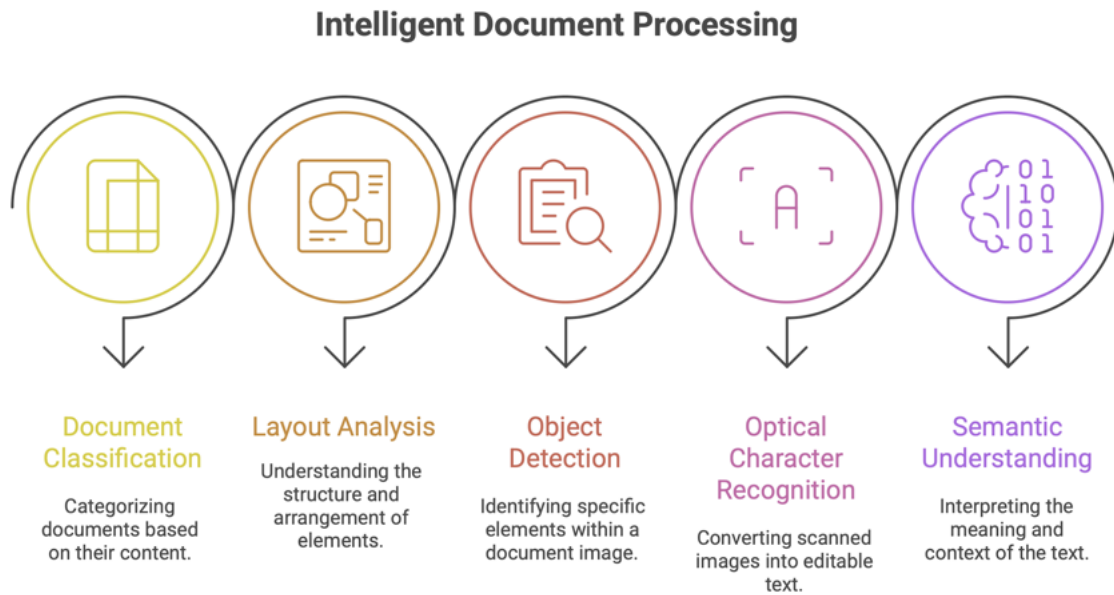 Intelligent Document Processing
A
01
10
01
01
Document
Classification
Categorizing
documents based
on their content.
Layout Analysis
Understanding the
structure and
arrangement of
elements.
Object
Detection
Identifying specific
elements within a
document image.
Optical
Character
Recognition
Converting scanned
images into editable
text.
Semantic
Understanding
Interpreting the
meaning and
context of the text.